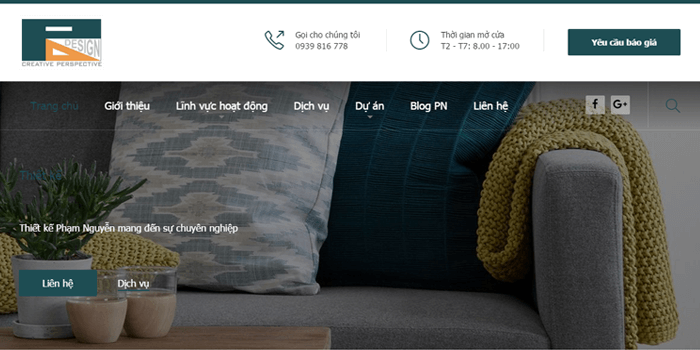 DESIGN
CREATIVE PERSPECTIVE
Gọi cho chúng tôi
0939 816 778
Thời gian mở cửa
T2 - T7: 8.00 - 17:00
Yêu cầu báo giá
Trang chủ
Giới thiệu
Lĩnh vực hoạt động
Dịch vụ
Dự án
Blog PN
Liên hệ
f
G+
Thiết kế
Thiết kế Phạm Nguyễn mang đến sự chuyên nghiệp
Liên hệ
Dịch vụ